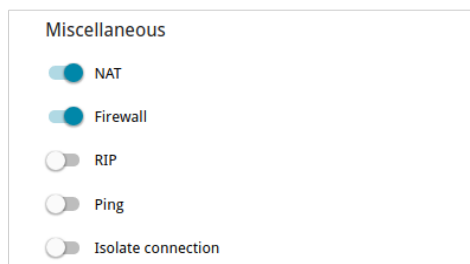 Miscellaneous
NAT
Firewall
RIP
Ping
Isolate connection